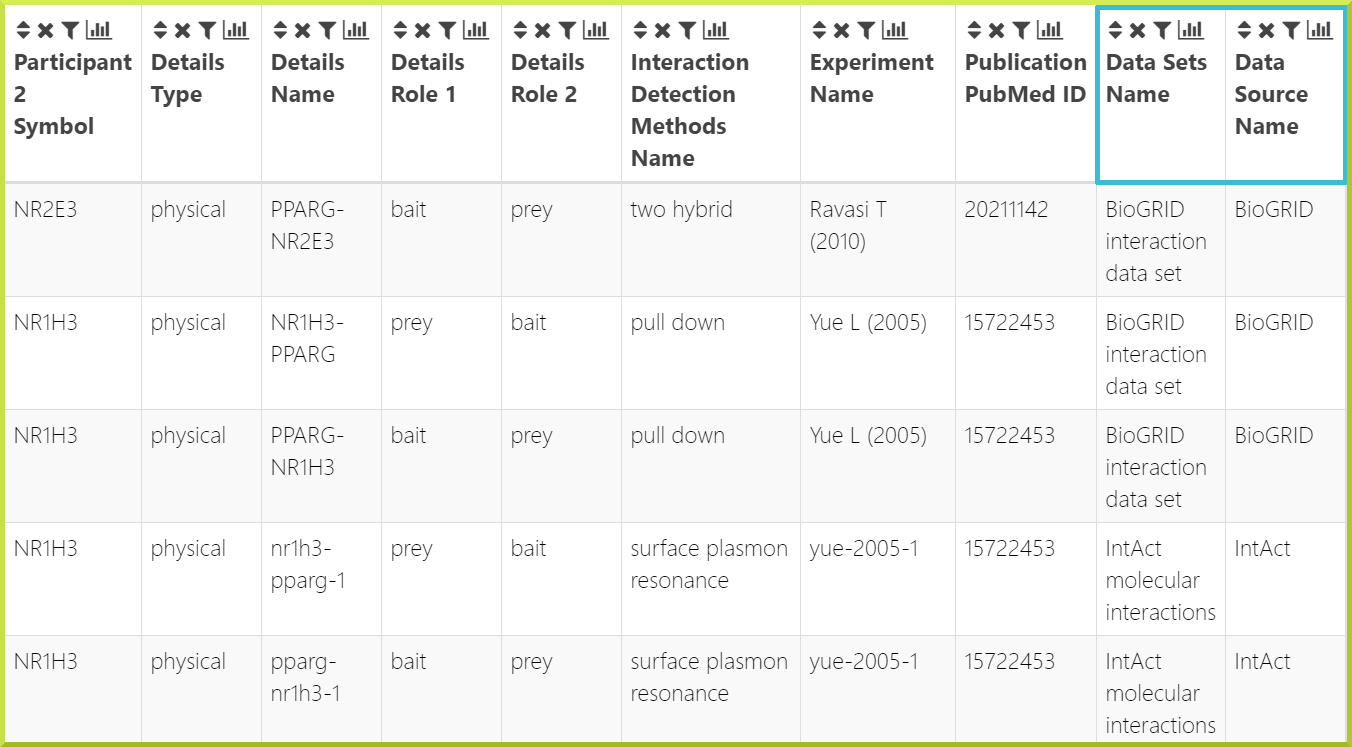 Participant 2 Symbol | Details Type | Details Name | Details Role 1 | Details Role 2 | Interaction Detection Methods Name | Experiment Name | Publication PubMed ID | Data Sets Name | Data Source Name
NR2E3 | physical | PPARG-NR2E3 | bait | prey | two hybrid | Ravasi T (2010) | 20211142 | BioGRID interaction data set | BioGRID
NR1H3 | physical | NR1H3-PPARG | prey | bait | pull down | Yue L (2005) | 15722453 | BioGRID interaction data set | BioGRID
NR1H3 | physical | PPARG-NR1H3 | bait | prey | pull down | Yue L (2005) | 15722453 | BioGRID interaction data set | BioGRID
NR1H3 | physical | nr1h3-pparg-1 | prey | bait | surface plasmon resonance | yue-2005-1 | 15722453 | IntAct molecular interactions | IntAct
NR1H3 | physical | pparg-nr1h3-1 | bait | prey | surface plasmon resonance | yue-2005-1 | 15722453 | IntAct molecular interactions | IntAct